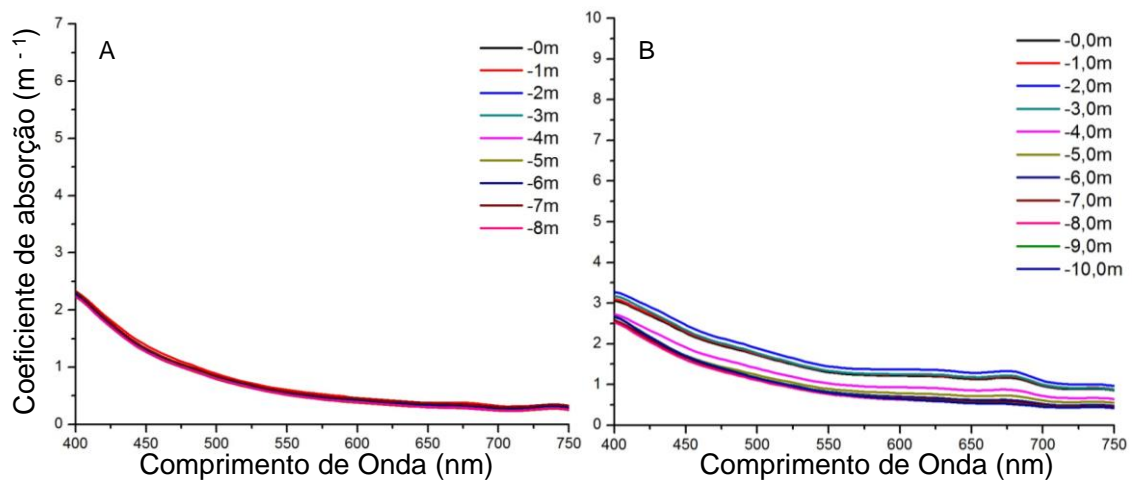 Coeficiente de absorção (m - 1)
7
6
5
4
3
2
1
0
A
-0m
-1m
-2m
-3m
-4m
-5m
-6m
-7m
-8m
400 450 500 550 600 650 700 750
Comprimento de Onda (nm)
10
9
8
7
6
5
4
3
2
1
0
B
-0,0m
-1,0m
-2,0m
-3,0m
-4,0m
-5,0m
-6,0m
-7,0m
-8,0m
-9,0m
-10,0m
400 450 500 550 600 650 700 750
Comprimento de Onda (nm)